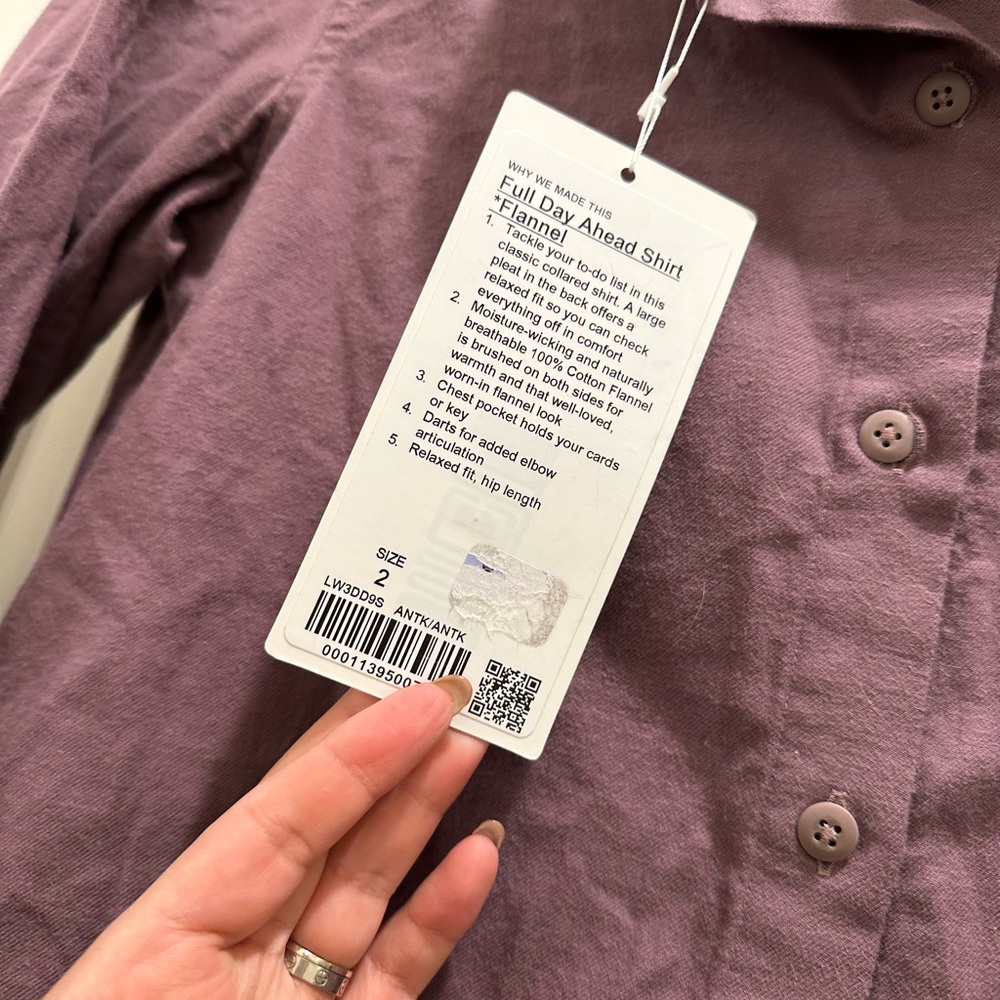 WHY WE MADE THIS
Full Day Ahead Shirt
*Flannel
1. Tackle your to-do list in this
classic collared shirt. A large
pleat in the back offers a
relaxed fit so you can check
everything off in comfort
2. Moisture-wicking and naturally
breathable 100% Cotton Flannel
is brushed on both sides for
warmth and that well-loved,
worn-in flannel look
3. Chest pocket holds your cards
or key
4. Darts for added elbow
articulation
5. Relaxed fit, hip length
SIZE
2
LW3DD9S ANTK/ANTK
0001139500